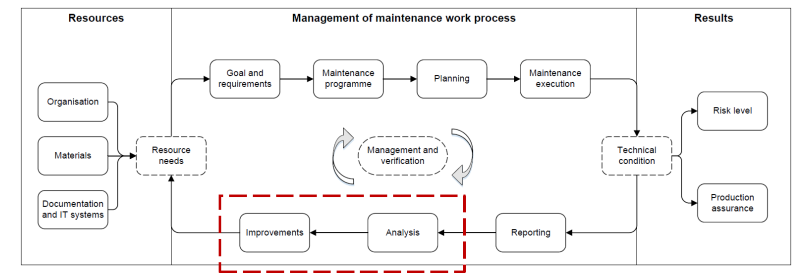 Resources
Management of maintenance work process
Results
Goal and
requirements
Maintenance
programme
Planning
Maintenance
execution
Organisation
Risk level
Materials
Resource
needs
Management and
verification
Technical
condition
Documentation
and IT systems
Production
assurance
Improvements
Analysis
Reporting